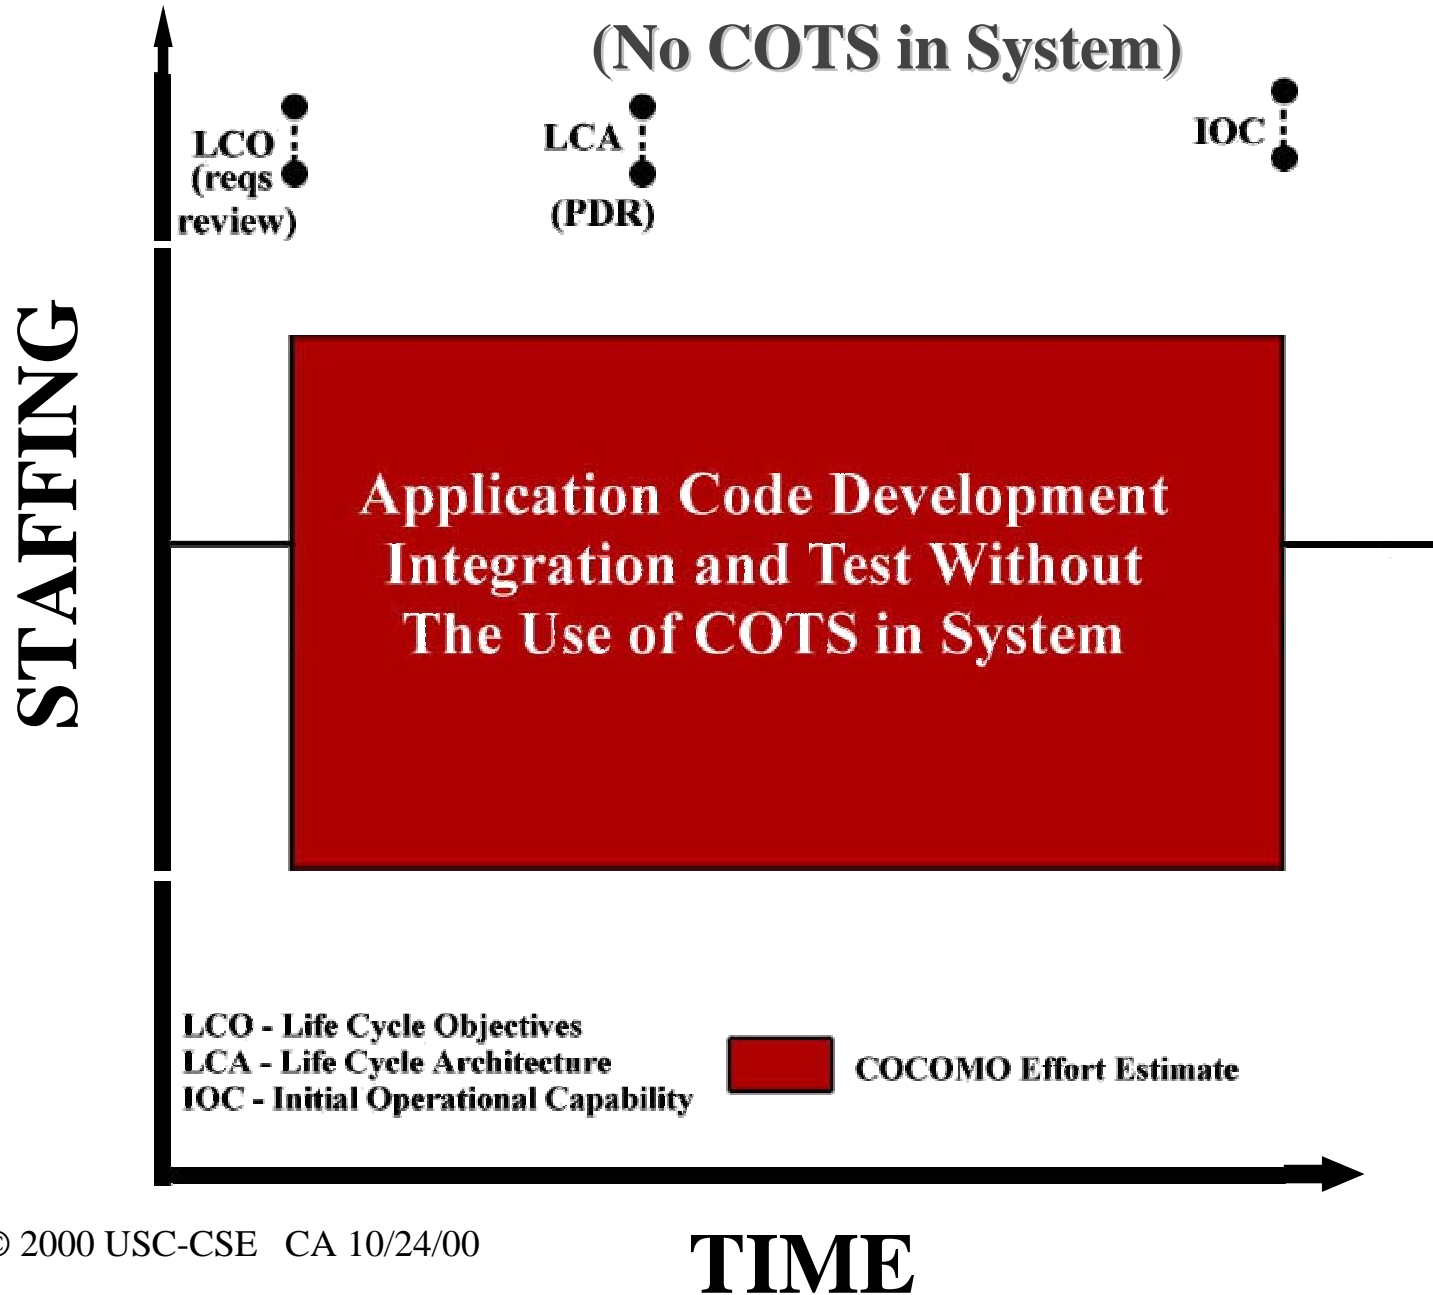 (No COTS in System)
LCO
(reqs
review)
LCA
(PDR)
IOC
STAFFING
Application Code Development
Integration and Test Without
The Use of COTS in System
LCO - Life Cycle Objectives
LCA - Life Cycle Architecture
IOC - Initial Operational Capability
COCOMO Effort Estimate
© 2000 USC-CSE CA 10/24/00
TIME